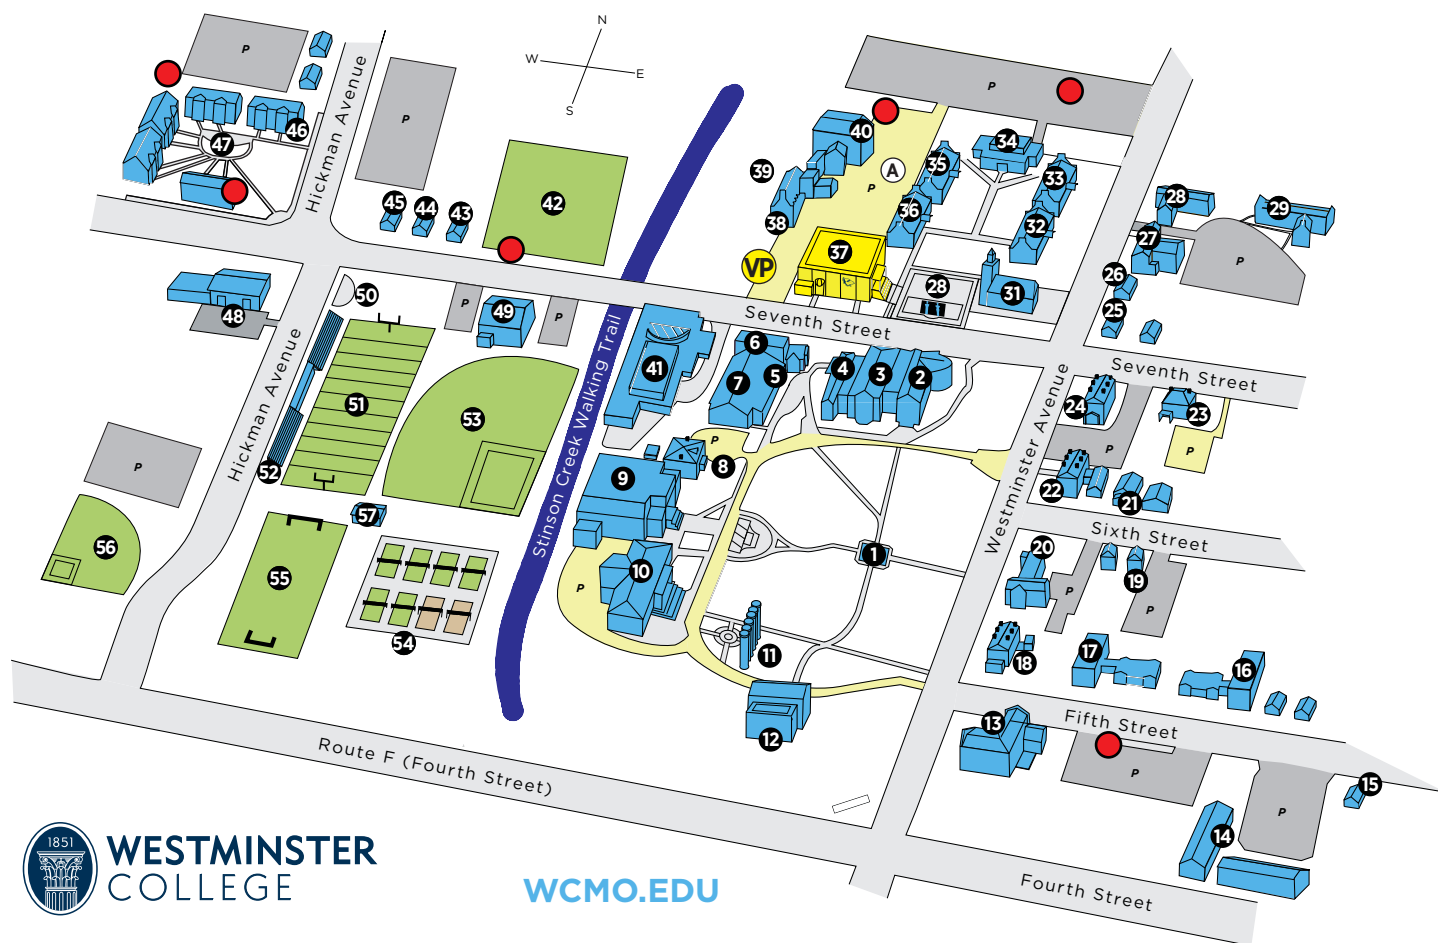 N
W
E
S
P
P
P
46
47
Hickman Avenue
45
44
43
42
40
39
38
A
P
35
36
34
33
32
37
VP
28
31
28
29
27
26
25
P
Seventh Street
Seventh Street
48
50
49
P
P
Hickman Avenue
51
52
53
Stinson Creek Walking Trail
41
6
7
5
4
3
2
P
8
9
10
P
1
11
12
Westminster Avenue
24
23
22
21
P
P
Sixth Street
20
19
P
P
18
17
16
P
56
57
55
54
Fifth Street
13
P
15
14
P
Route F (Fourth Street)
Fourth Street
1851
WESTMINSTER
COLLEGE
WCMO.EDU